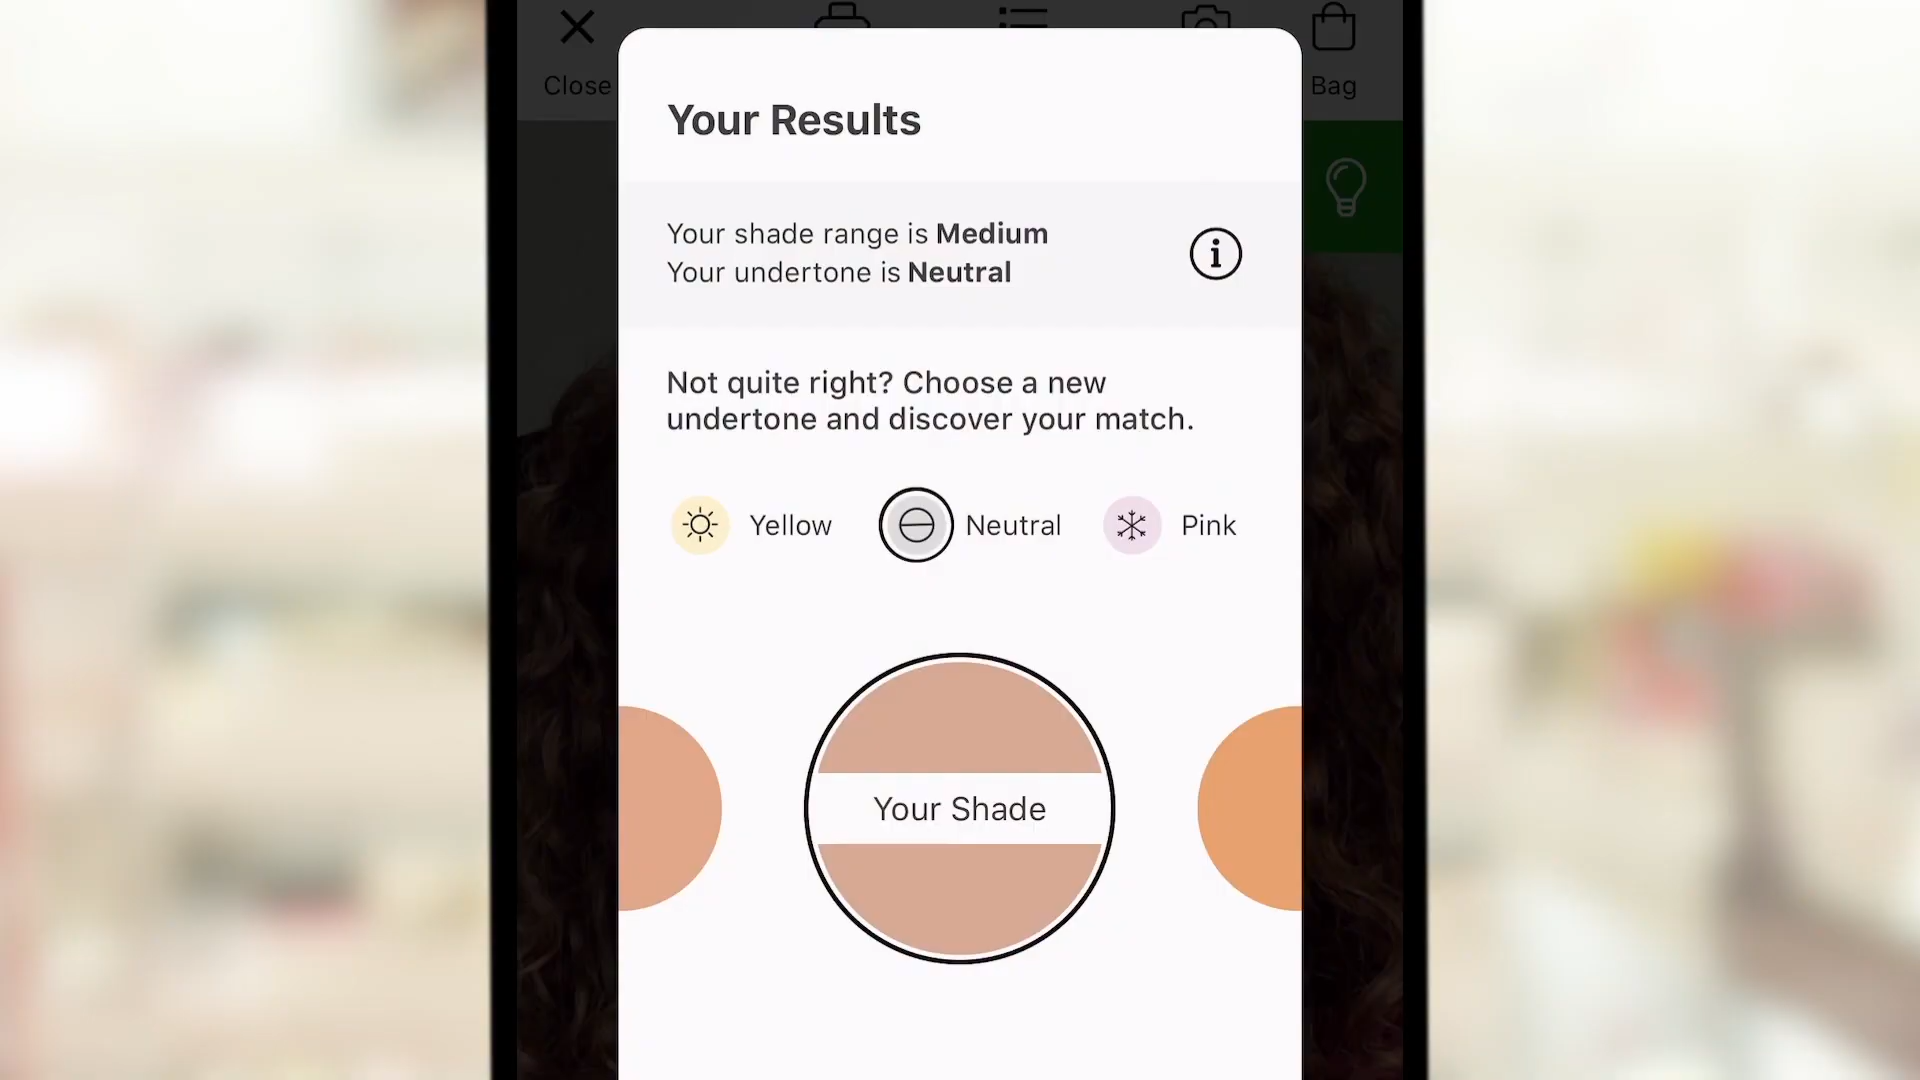 Close
Bag
Your Results
Your shade range is Medium
Your undertone is Neutral
Not quite right? Choose a new
undertone and discover your match.
Yellow
Neutral
Pink
Your Shade